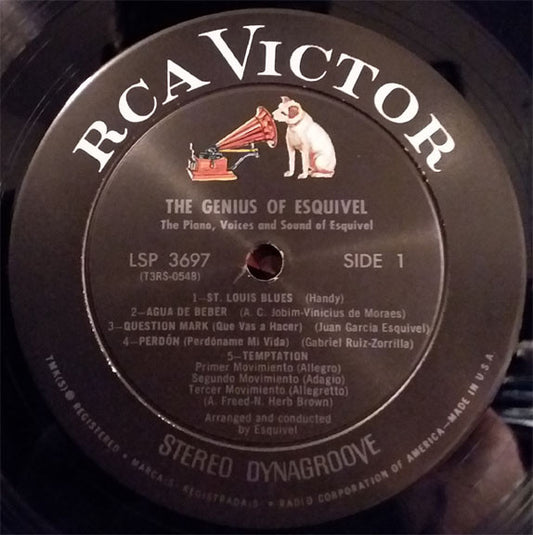 RCA VICTOR
THE GENIUS OF ESQUIVEL
The Piano, Voices and Sound of Esquivel
LSP 3697 SIDE 1
(T3RS-0548)
1—ST. LOUIS BLUES (Handy)
2—AGUA DE BEBER (A. C. Jobim-Vinicius de Moraes)
3—QUESTION MARK (Que Vas a Hacer) (Juan Garcia Esquivel)
4—PERDÓN (Perdóname Mi Vida) (Gabriel Ruiz-Zorrilla)
5—TEMPTATION
Primer Movimiento (Allegro)
Segundo Movimiento (Adagio)
Tercer Movimiento (Allegretto)
(A. Freed-N. Herb Brown)
Arranged and conducted
by Esquivel
STEREO DYNAGROOVE
TMK(S) ® REGISTERED • MARCA(S) REGISTRADA(S) • RADIO CORPORATION OF AMERICA—MADE IN U.S.A.